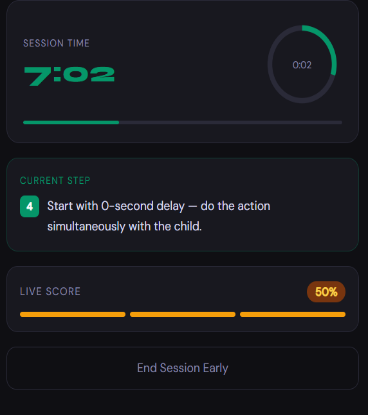 SESSION TIME
7:02
0:02
CURRENT STEP
4
Start with 0-second delay — do the action
simultaneously with the child.
LIVE SCORE
50%
End Session Early